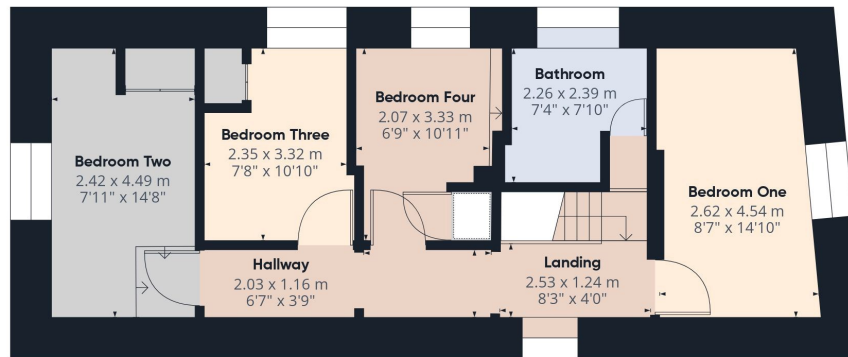 Bedroom Two
2.42 x 4.49 m
7'11" x 14'8"
Bedroom Three
2.35 x 3.32 m
7'8" x 10'10"
Bedroom Four
2.07 x 3.33 m
6'9" x 10'11"
Bathroom
2.26 x 2.39 m
7'4" x 7'10"
Bedroom One
2.62 x 4.54 m
8'7" x 14'10"
Hallway
2.03 x 1.16 m
6'7" x 3'9"
Landing
2.53 x 1.24 m
8'3" x 4'0"